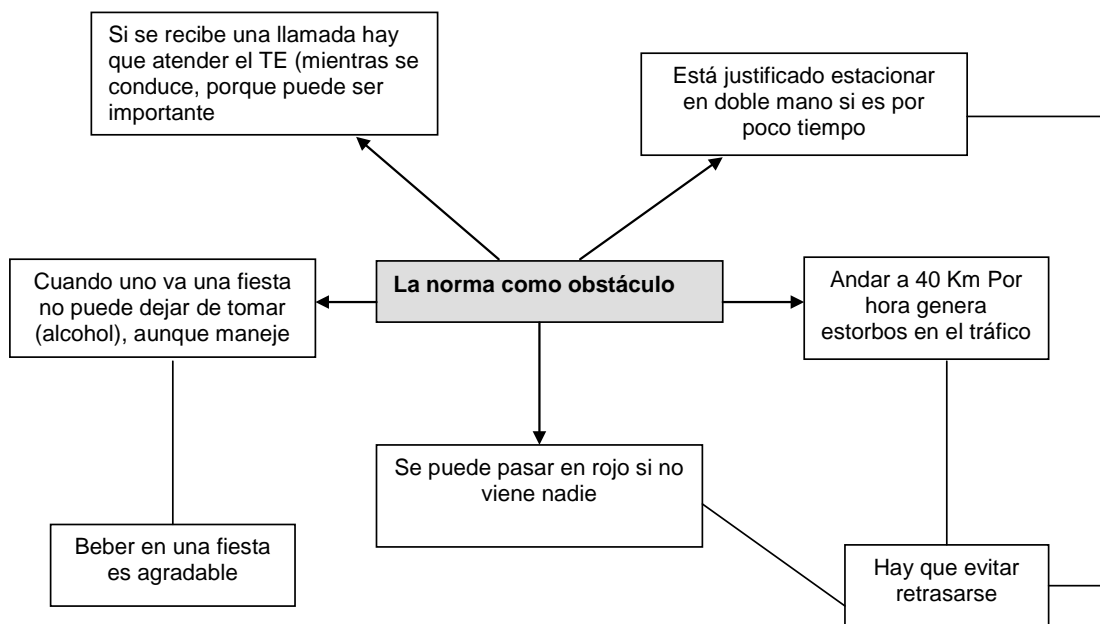 Si se recibe una llamada hay
que atender el TE (mientras se
conduce, porque puede ser
importante
Está justificado estacionar
en doble mano si es por
poco tiempo
Cuando uno va una fiesta
no puede dejar de tomar
(alcohol), aunque maneje
La norma como obstáculo
Andar a 40 Km Por
hora genera
estorbos en el tráfico
Se puede pasar en rojo si no
viene nadie
Beber en una fiesta
es agradable
Hay que evitar
retrasarse